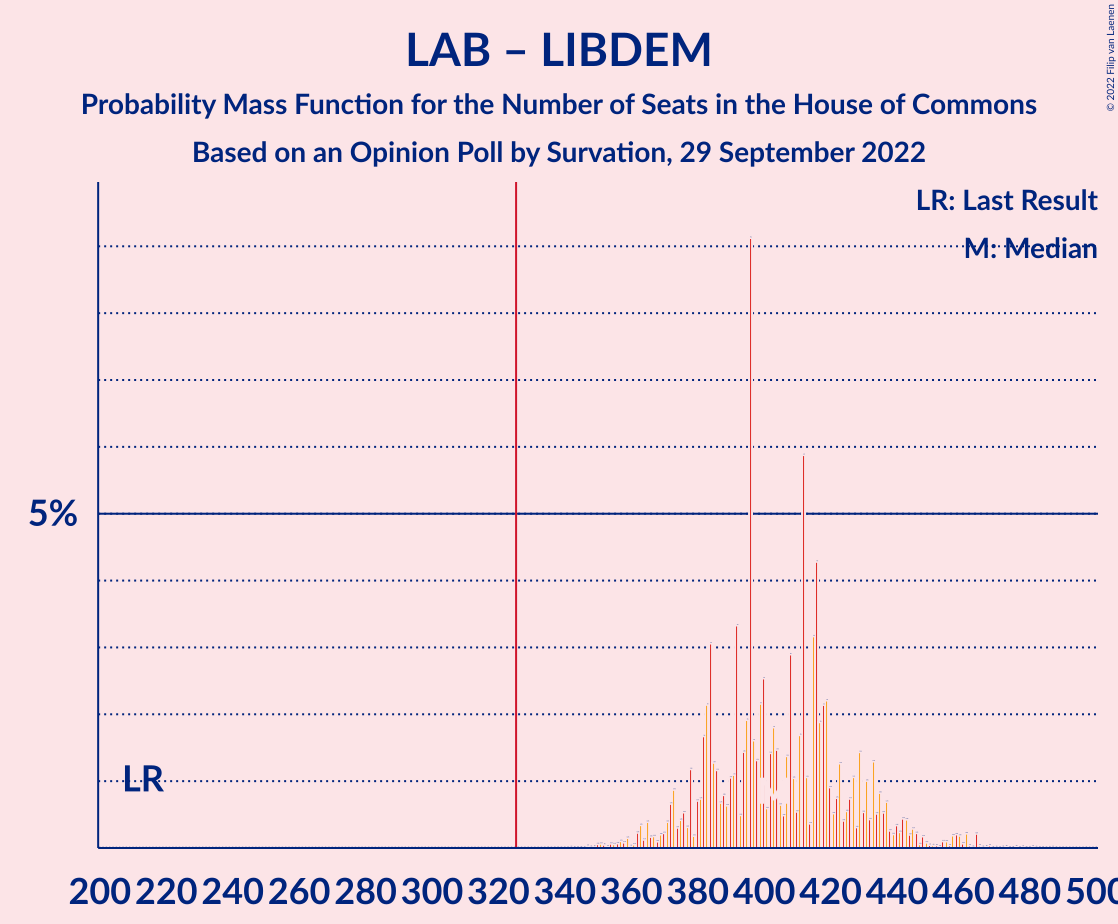 LAB – LIBDEM
Probability Mass Function for the Number of Seats in the House of Commons
Based on an Opinion Poll by Survation, 29 September 2022
© 2022 Filip van Laenen
LR: Last Result
M: Median
5%
LR
200 220 240 260 280 300 320 340 360 380 400 420 440 460 480 500